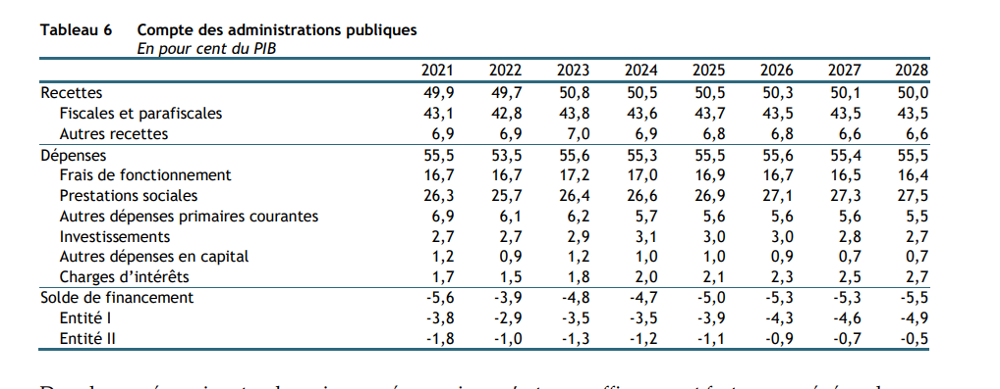 Tableau 6 Compte des administrations publiques
En pour cent du PIB
2021 2022 2023 2024 2025 2026 2027 2028
Recettes 49,9 49,7 50,8 50,5 50,5 50,3 50,1 50,0
Fiscales et parafiscales 43,1 42,8 43,8 43,6 43,7 43,5 43,5 43,5
Autres recettes 6,9 6,9 7,0 6,9 6,8 6,8 6,6 6,6
Dépenses 55,5 53,5 55,6 55,3 55,5 55,6 55,4 55,5
Frais de fonctionnement 16,7 16,7 17,2 17,0 16,9 16,7 16,5 16,4
Prestations sociales 26,3 25,7 26,4 26,6 26,9 27,1 27,3 27,5
Autres dépenses primaires courantes 6,9 6,1 6,2 5,7 5,6 5,6 5,6 5,5
Investissements 2,7 2,7 2,9 3,1 3,0 3,0 2,8 2,7
Autres dépenses en capital 1,2 0,9 1,2 1,0 1,0 0,9 0,7 0,7
Charges d’intérêts 1,7 1,5 1,8 2,0 2,1 2,3 2,5 2,7
Solde de financement -5,6 -3,9 -4,8 -4,7 -5,0 -5,3 -5,3 -5,5
Entité I -3,8 -2,9 -3,5 -3,5 -3,9 -4,3 -4,6 -4,9
Entité II -1,8 -1,0 -1,3 -1,2 -1,1 -0,9 -0,7 -0,5